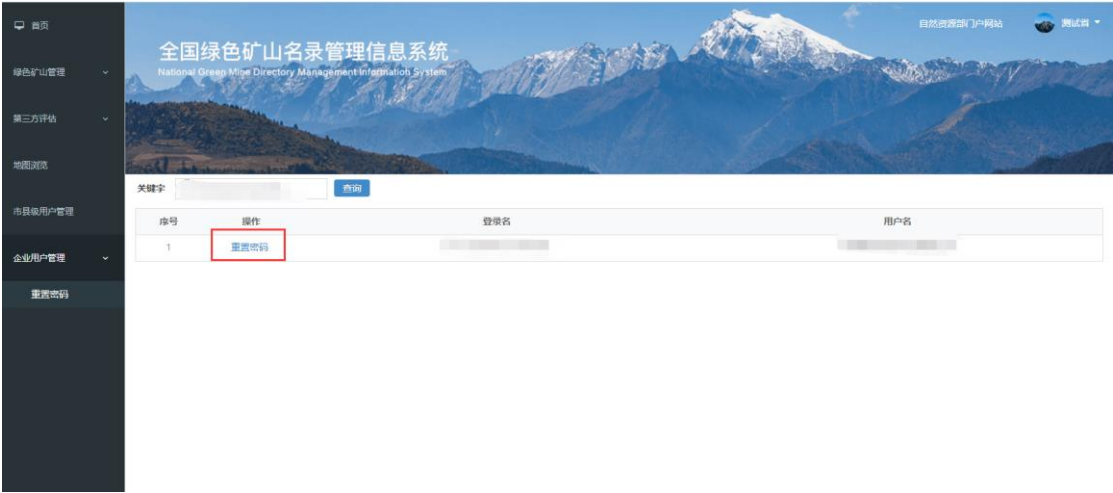 首页
自然资源部门户网站
测试省
全国绿色矿山名录管理信息系统
National Green Mine Directory Management Information System
绿色矿山管理
第三方评估
地图浏览
市县级用户管理
企业用户管理
重置密码
关键字
查询
序号 操作 登录名 用户名
1 重置密码